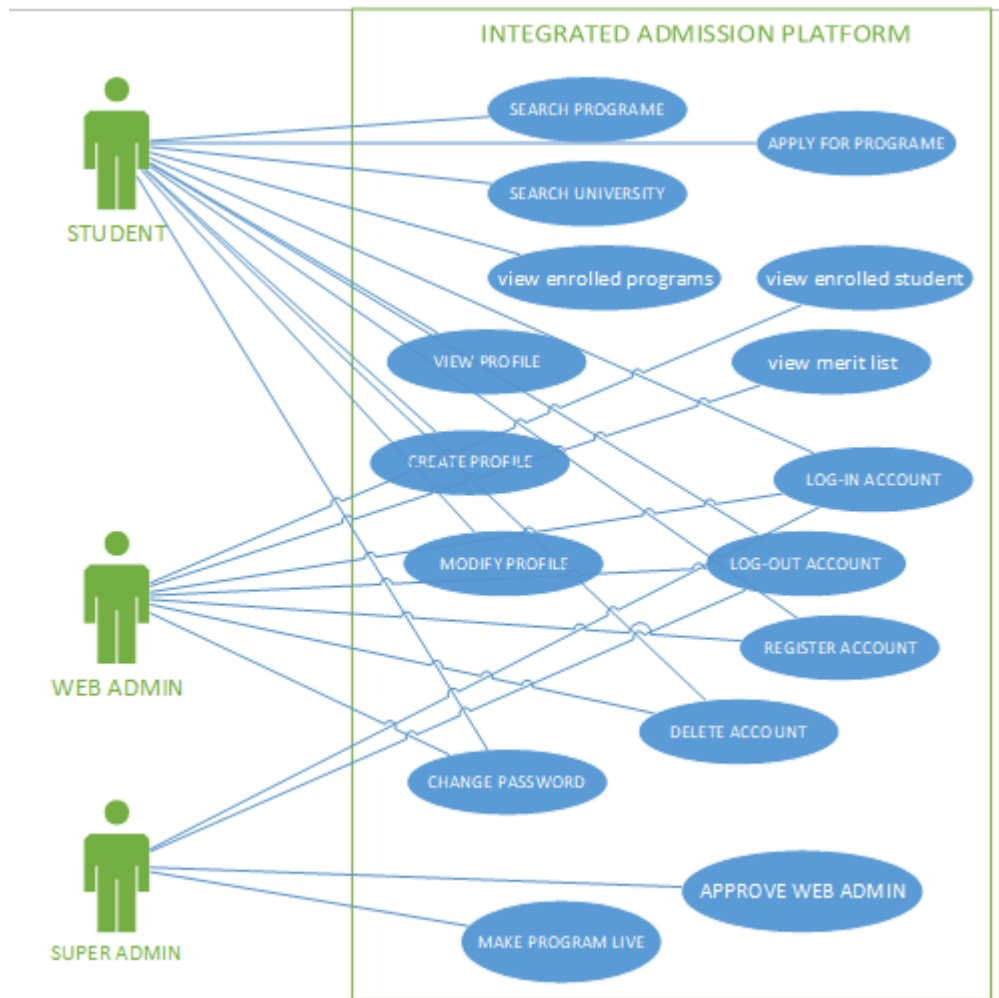 INTEGRATED ADMISSION PLATFORM
SEARCH PROGRAME
APPLY FOR PROGRAME
SEARCH UNIVERSITY
STUDENT
view enrolled programs
view enrolled student
VIEW PROFILE
view merit list
CREATE PROFILE
LOG-IN ACCOUNT
MODIFY PROFILE
LOG-OUT ACCOUNT
REGISTER ACCOUNT
WEB ADMIN
DELETE ACCOUNT
CHANGE PASSWORD
APPROVE WEB ADMIN
MAKE PROGRAM LIVE
SUPER ADMIN